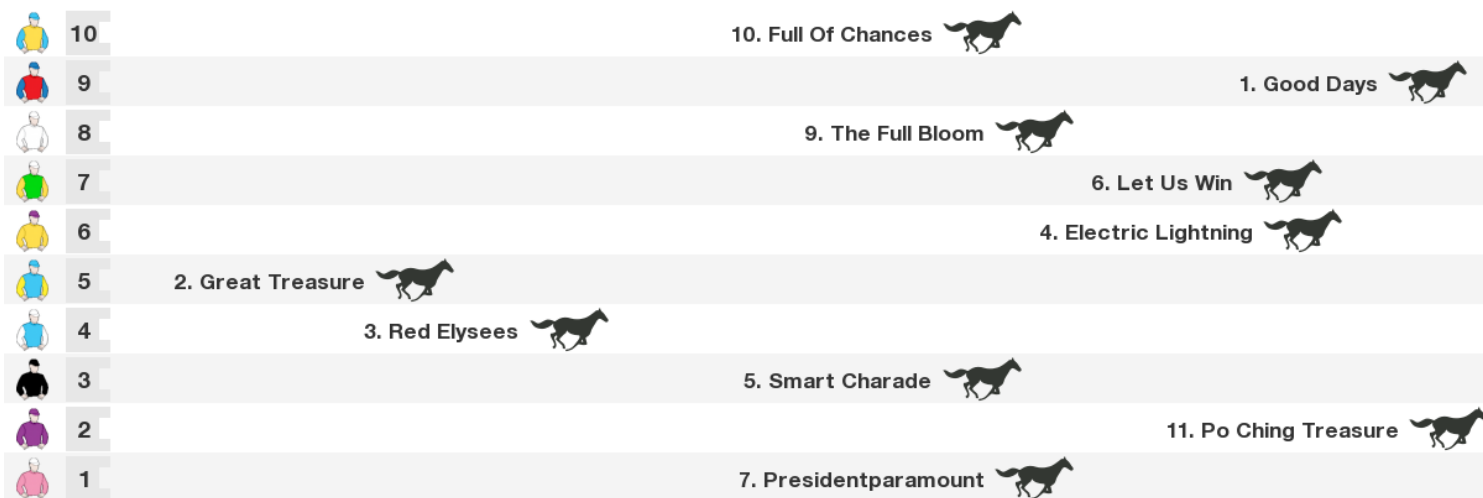 10 10. Full Of Chances
9 1. Good Days
8 9. The Full Bloom
7 6. Let Us Win
6 4. Electric Lightning
5 2. Great Treasure
4 3. Red Elysees
3 5. Smart Charade
2 11. Po Ching Treasure
1 7. Presidentparamount